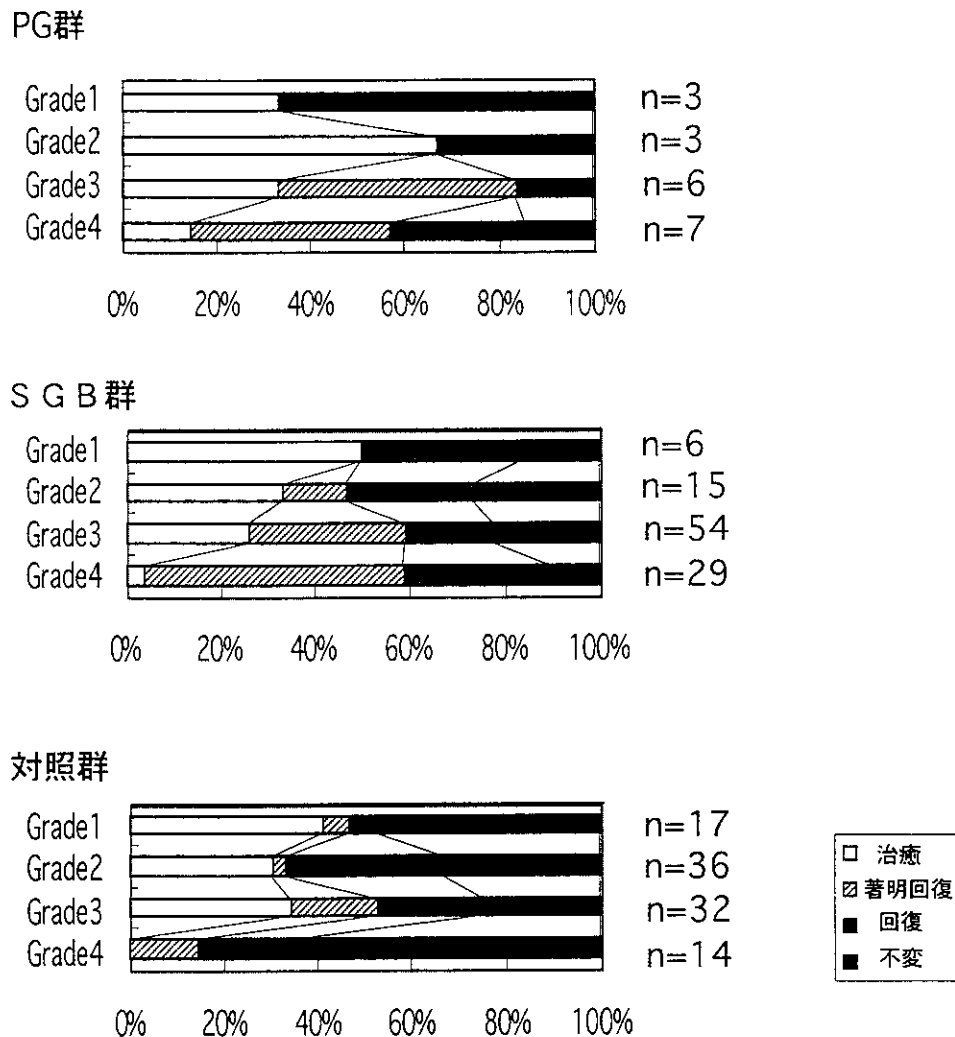 PG群
Grade1 n=3
Grade2 n=3
Grade3 n=6
Grade4 n=7
0% 20% 40% 60% 80% 100%
SGB群
Grade1 n=6
Grade2 n=15
Grade3 n=54
Grade4 n=29
0% 20% 40% 60% 80% 100%
対照群
Grade1 n=17
Grade2 n=36
Grade3 n=32
Grade4 n=14
0% 20% 40% 60% 80% 100%
治癒
著明回復
回復
不変